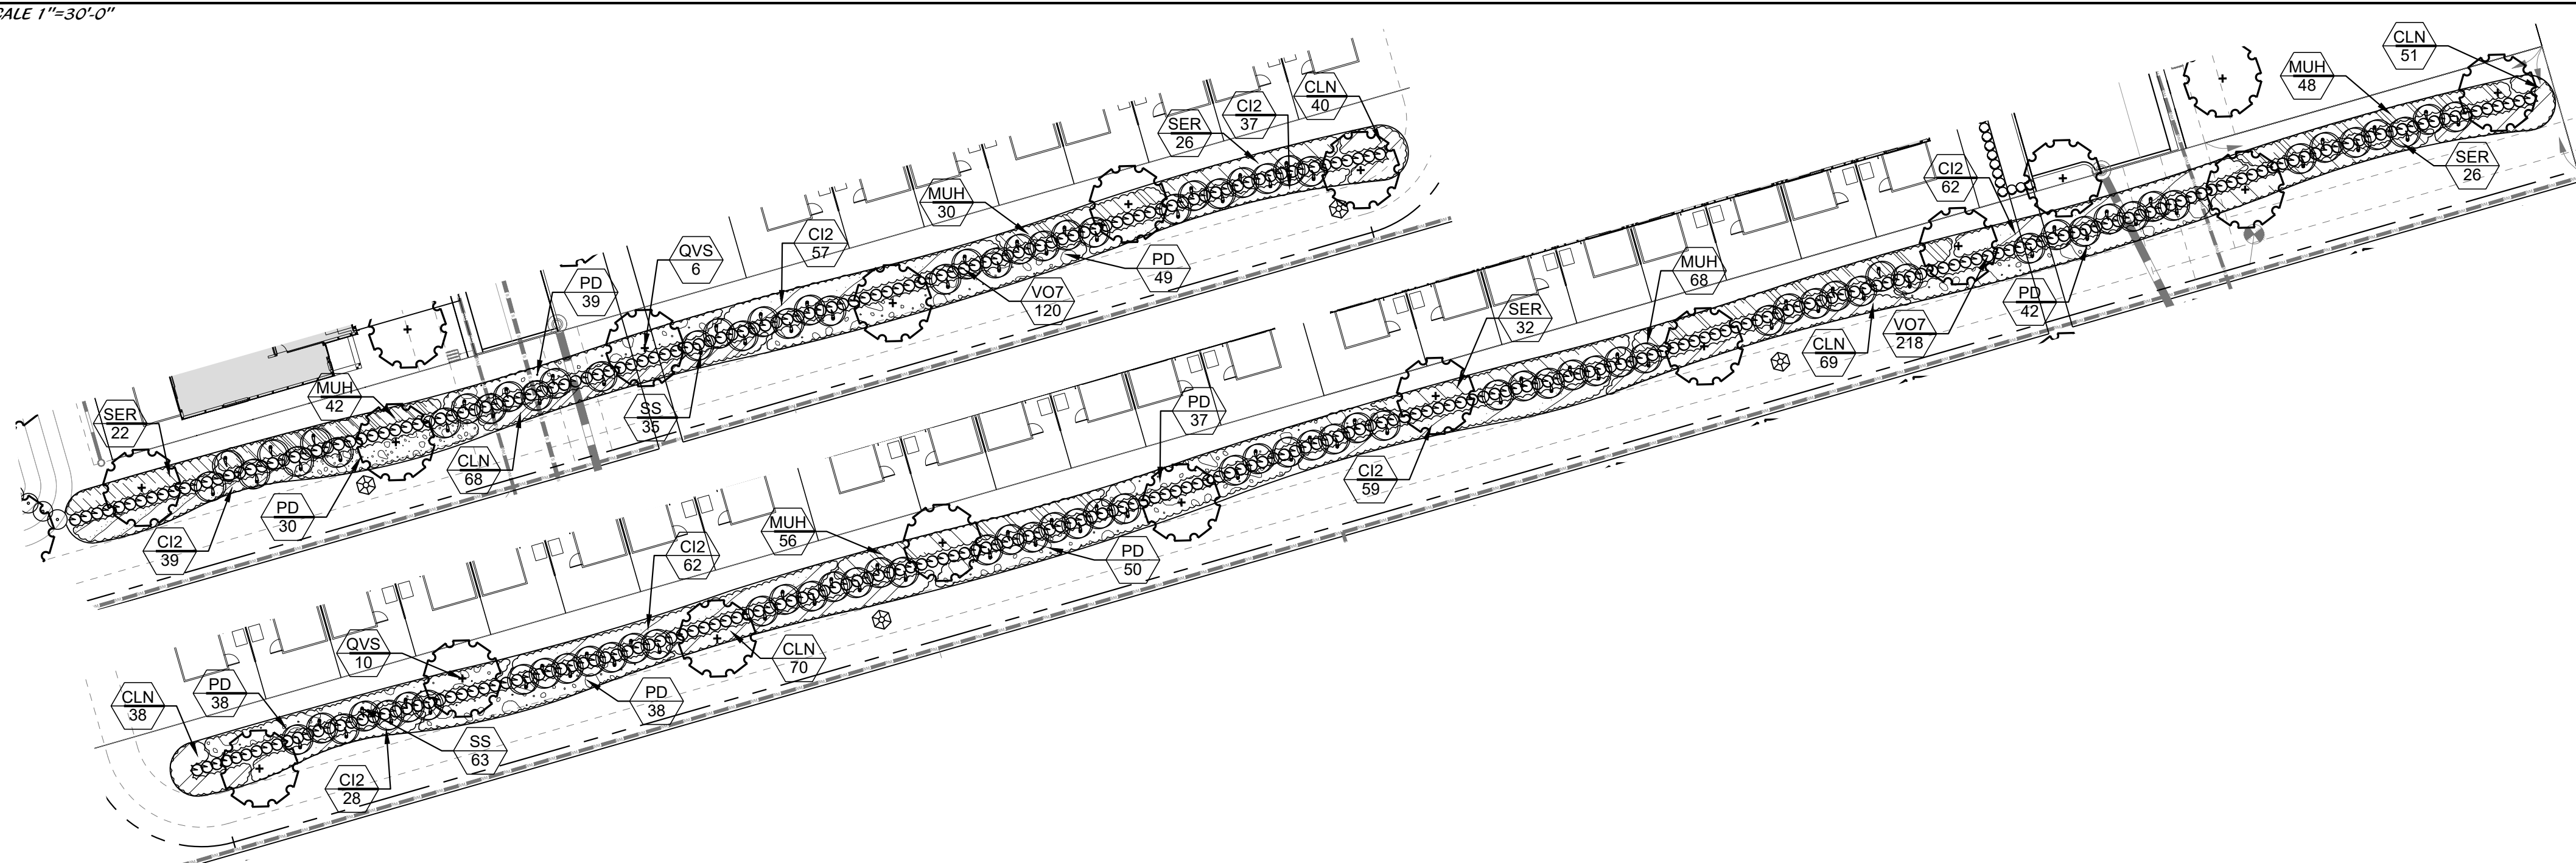 CALE 1"=30'-0"
CLN
51
MUH
48
CLN
40
CI2
37
SER
26
SER
26
CI2
62
MUH
30
CI2
57
QVS
6
PD
49
MUH
68
PD
39
VO7
120
PD
42
SER
32
VO7
218
CLN
69
MUH
42
PD
37
SS
35
SER
22
CLN
68
CI2
59
PD
30
MUH
56
CI2
39
CI2
62
PD
50
QVS
10
CLN
70
PD
38
CLN
38
PD
38
SS
63
CI2
28